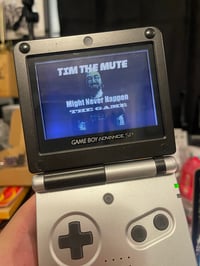 TIM THE MUTE
Might Never Happen
THE GAME
GAME BOY ADVANCE SP